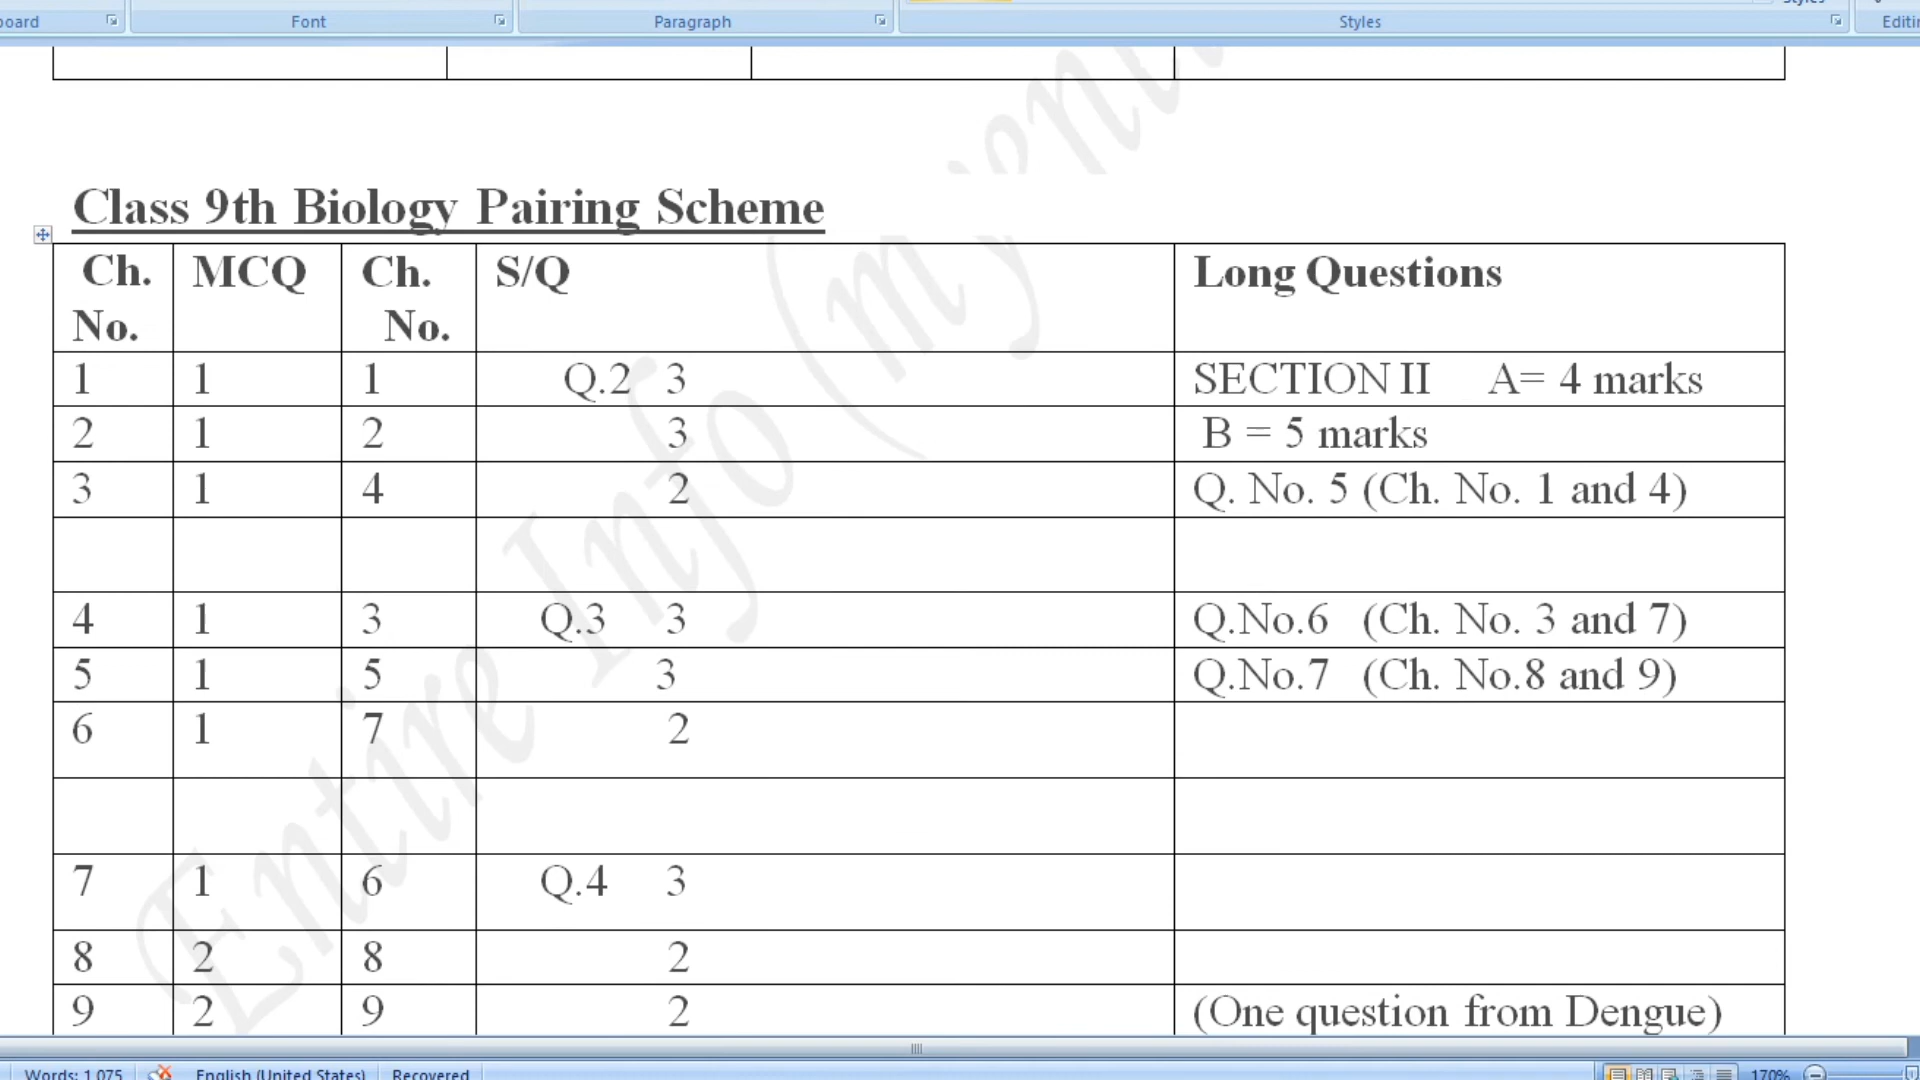 oard Font Paragraph Styles Editi
Class 9th Biology Pairing Scheme
Ch. No. MCQ Ch. No. S/Q Long Questions
1 1 1 Q.2 3 SECTION II A= 4 marks
2 1 2 3 B = 5 marks
3 1 4 2 Q. No. 5 (Ch. No. 1 and 4)
4 1 3 Q.3 3 Q.No.6 (Ch. No. 3 and 7)
5 1 5 3 Q.No.7 (Ch. No.8 and 9)
6 1 7 2
7 1 6 Q.4 3
8 2 8 2
9 2 9 2 (One question from Dengue)
Entire Info (myenti
Words: 1,075 English (United States) Recovered 170%